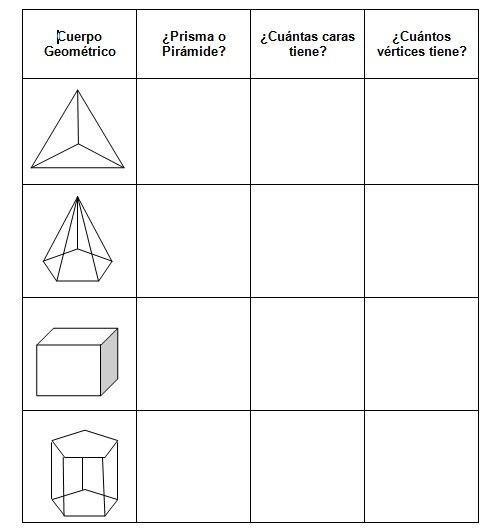 Cuerpo
Geométrico
¿Prisma o
Pirámide?
¿Cuántas caras
tiene?
¿Cuántos
vértices tiene?